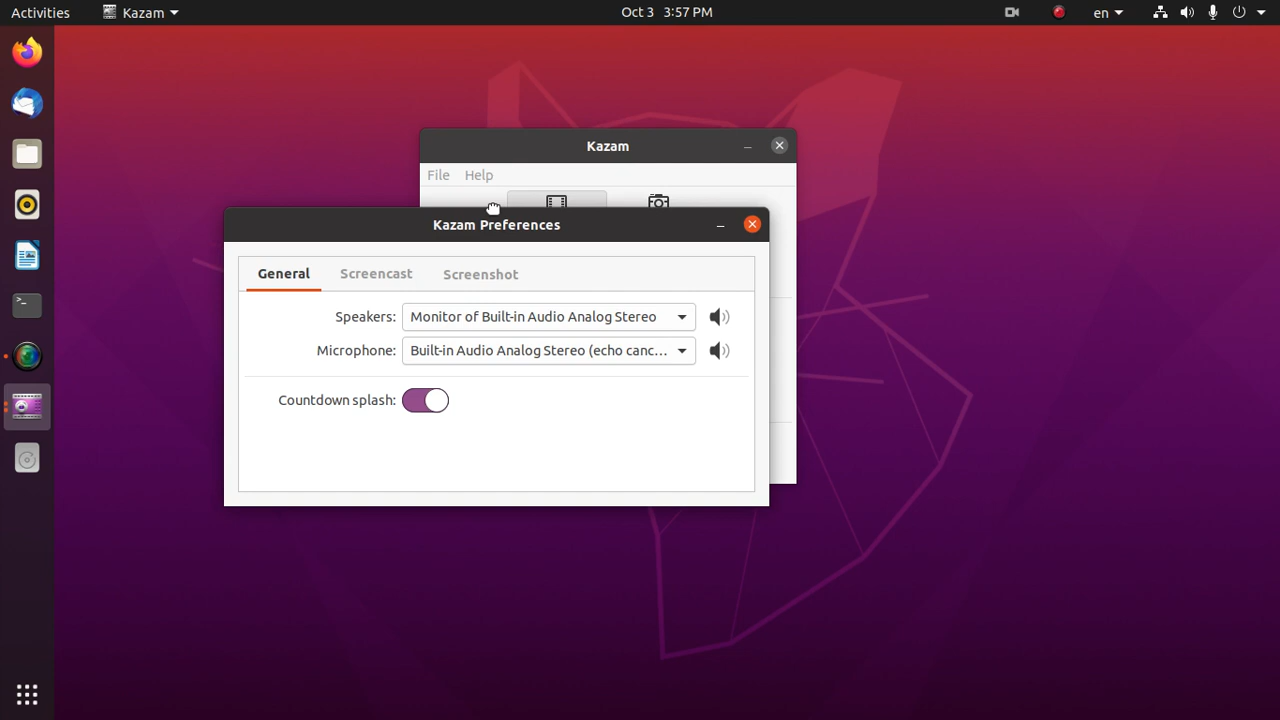 Activities Kazam Oct 3 3:57 PM en
Kazam
File Help
Kazam Preferences
General Screencast Screenshot
Speakers: Monitor of Built-in Audio Analog Stereo
Microphone: Built-in Audio Analog Stereo (echo canc...
Countdown splash: